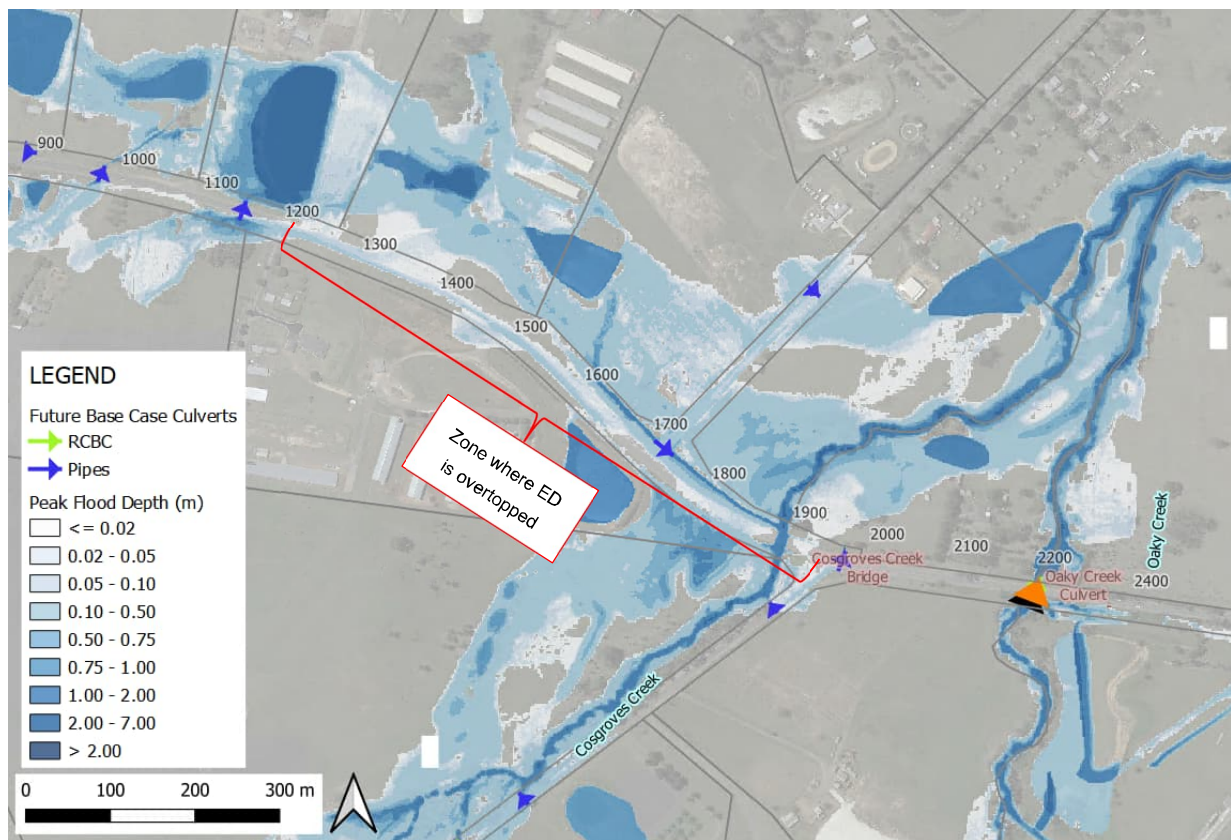 900
1000
1100
1200
1300
1400
1500
1600
1700
1800
1900
2000
2100
2200
2400
Zone where ED
is overtopped
Cosgroves Creek
Bridge
Oaky Creek
Culvert
Oaky Creek
Cosgroves Creek
LEGEND
Future Base Case Culverts
RCBC
Pipes
Peak Flood Depth (m)
<= 0.02
0.02 - 0.05
0.05 - 0.10
0.10 - 0.50
0.50 - 0.75
0.75 - 1.00
1.00 - 2.00
2.00 - 7.00
> 2.00
0 100 200 300 m